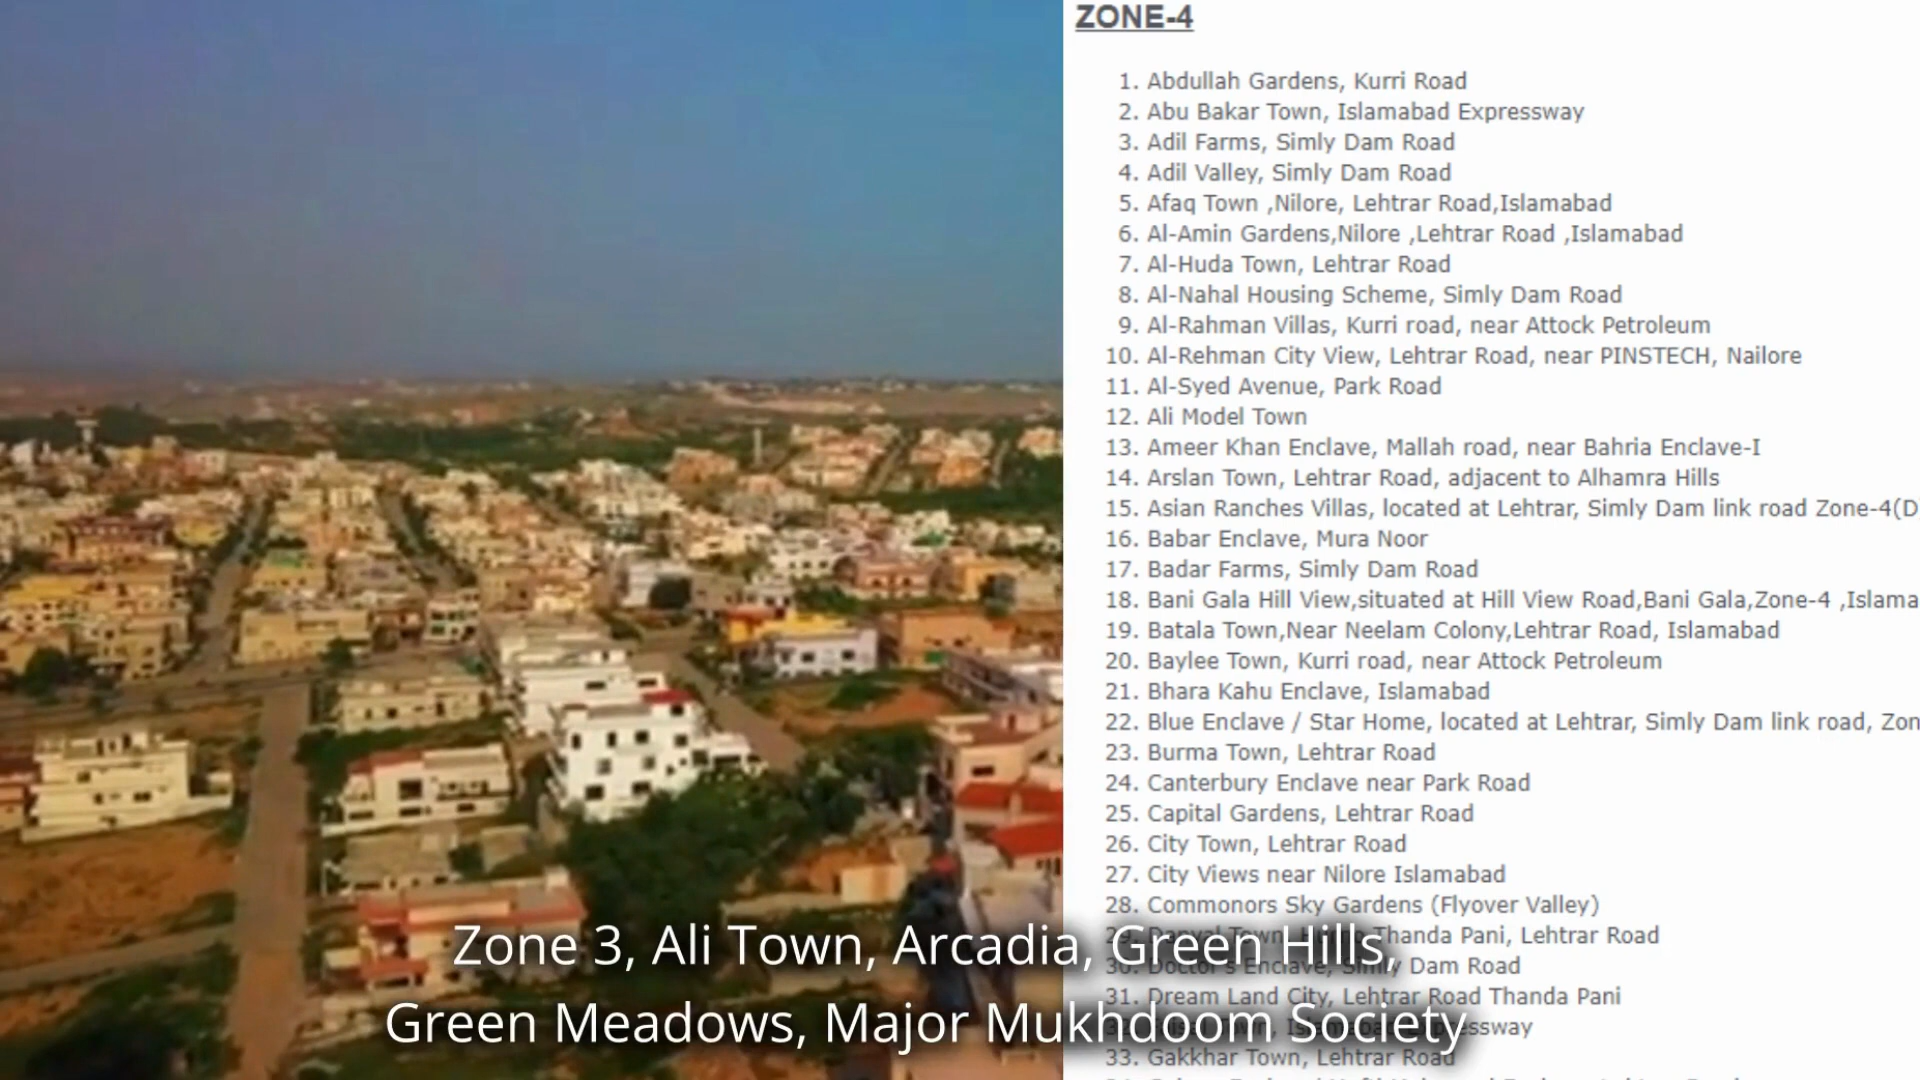 ZONE-4
1. Abdullah Gardens, Kurri Road
2. Abu Bakar Town, Islamabad Expressway
3. Adil Farms, Simly Dam Road
4. Adil Valley, Simly Dam Road
5. Afaq Town ,Nilore, Lehtrar Road,Islamabad
6. Al-Amin Gardens,Nilore ,Lehtrar Road ,Islamabad
7. Al-Huda Town, Lehtrar Road
8. Al-Nahal Housing Scheme, Simly Dam Road
9. Al-Rahman Villas, Kurri road, near Attock Petroleum
10. Al-Rehman City View, Lehtrar Road, near PINSTECH, Nailore
11. Al-Syed Avenue, Park Road
12. Ali Model Town
13. Ameer Khan Enclave, Mallah road, near Bahria Enclave-I
14. Arslan Town, Lehtrar Road, adjacent to Alhamra Hills
15. Asian Ranches Villas, located at Lehtrar, Simly Dam link road Zone-4(D
16. Babar Enclave, Mura Noor
17. Badar Farms, Simly Dam Road
18. Bani Gala Hill View,situated at Hill View Road,Bani Gala,Zone-4 ,Islama
19. Batala Town,Near Neelam Colony,Lehtrar Road, Islamabad
20. Baylee Town, Kurri road, near Attock Petroleum
21. Bhara Kahu Enclave, Islamabad
22. Blue Enclave / Star Home, located at Lehtrar, Simly Dam link road, Zon
23. Burma Town, Lehtrar Road
24. Canterbury Enclave near Park Road
25. Capital Gardens, Lehtrar Road
26. City Town, Lehtrar Road
27. City Views near Nilore Islamabad
28. Commonors Sky Gardens (Flyover Valley)
29. Danyal Town, Thanda Pani, Lehtrar Road
30. Doctor's Enclave, Simly Dam Road
31. Dream Land City, Lehtrar Road Thanda Pani
32. Town, Islamabad Expressway
33. Gakkhar Town, Lehtrar Road
Zone 3, Ali Town, Arcadia, Green Hills,
Green Meadows, Major Mukhdoom Society